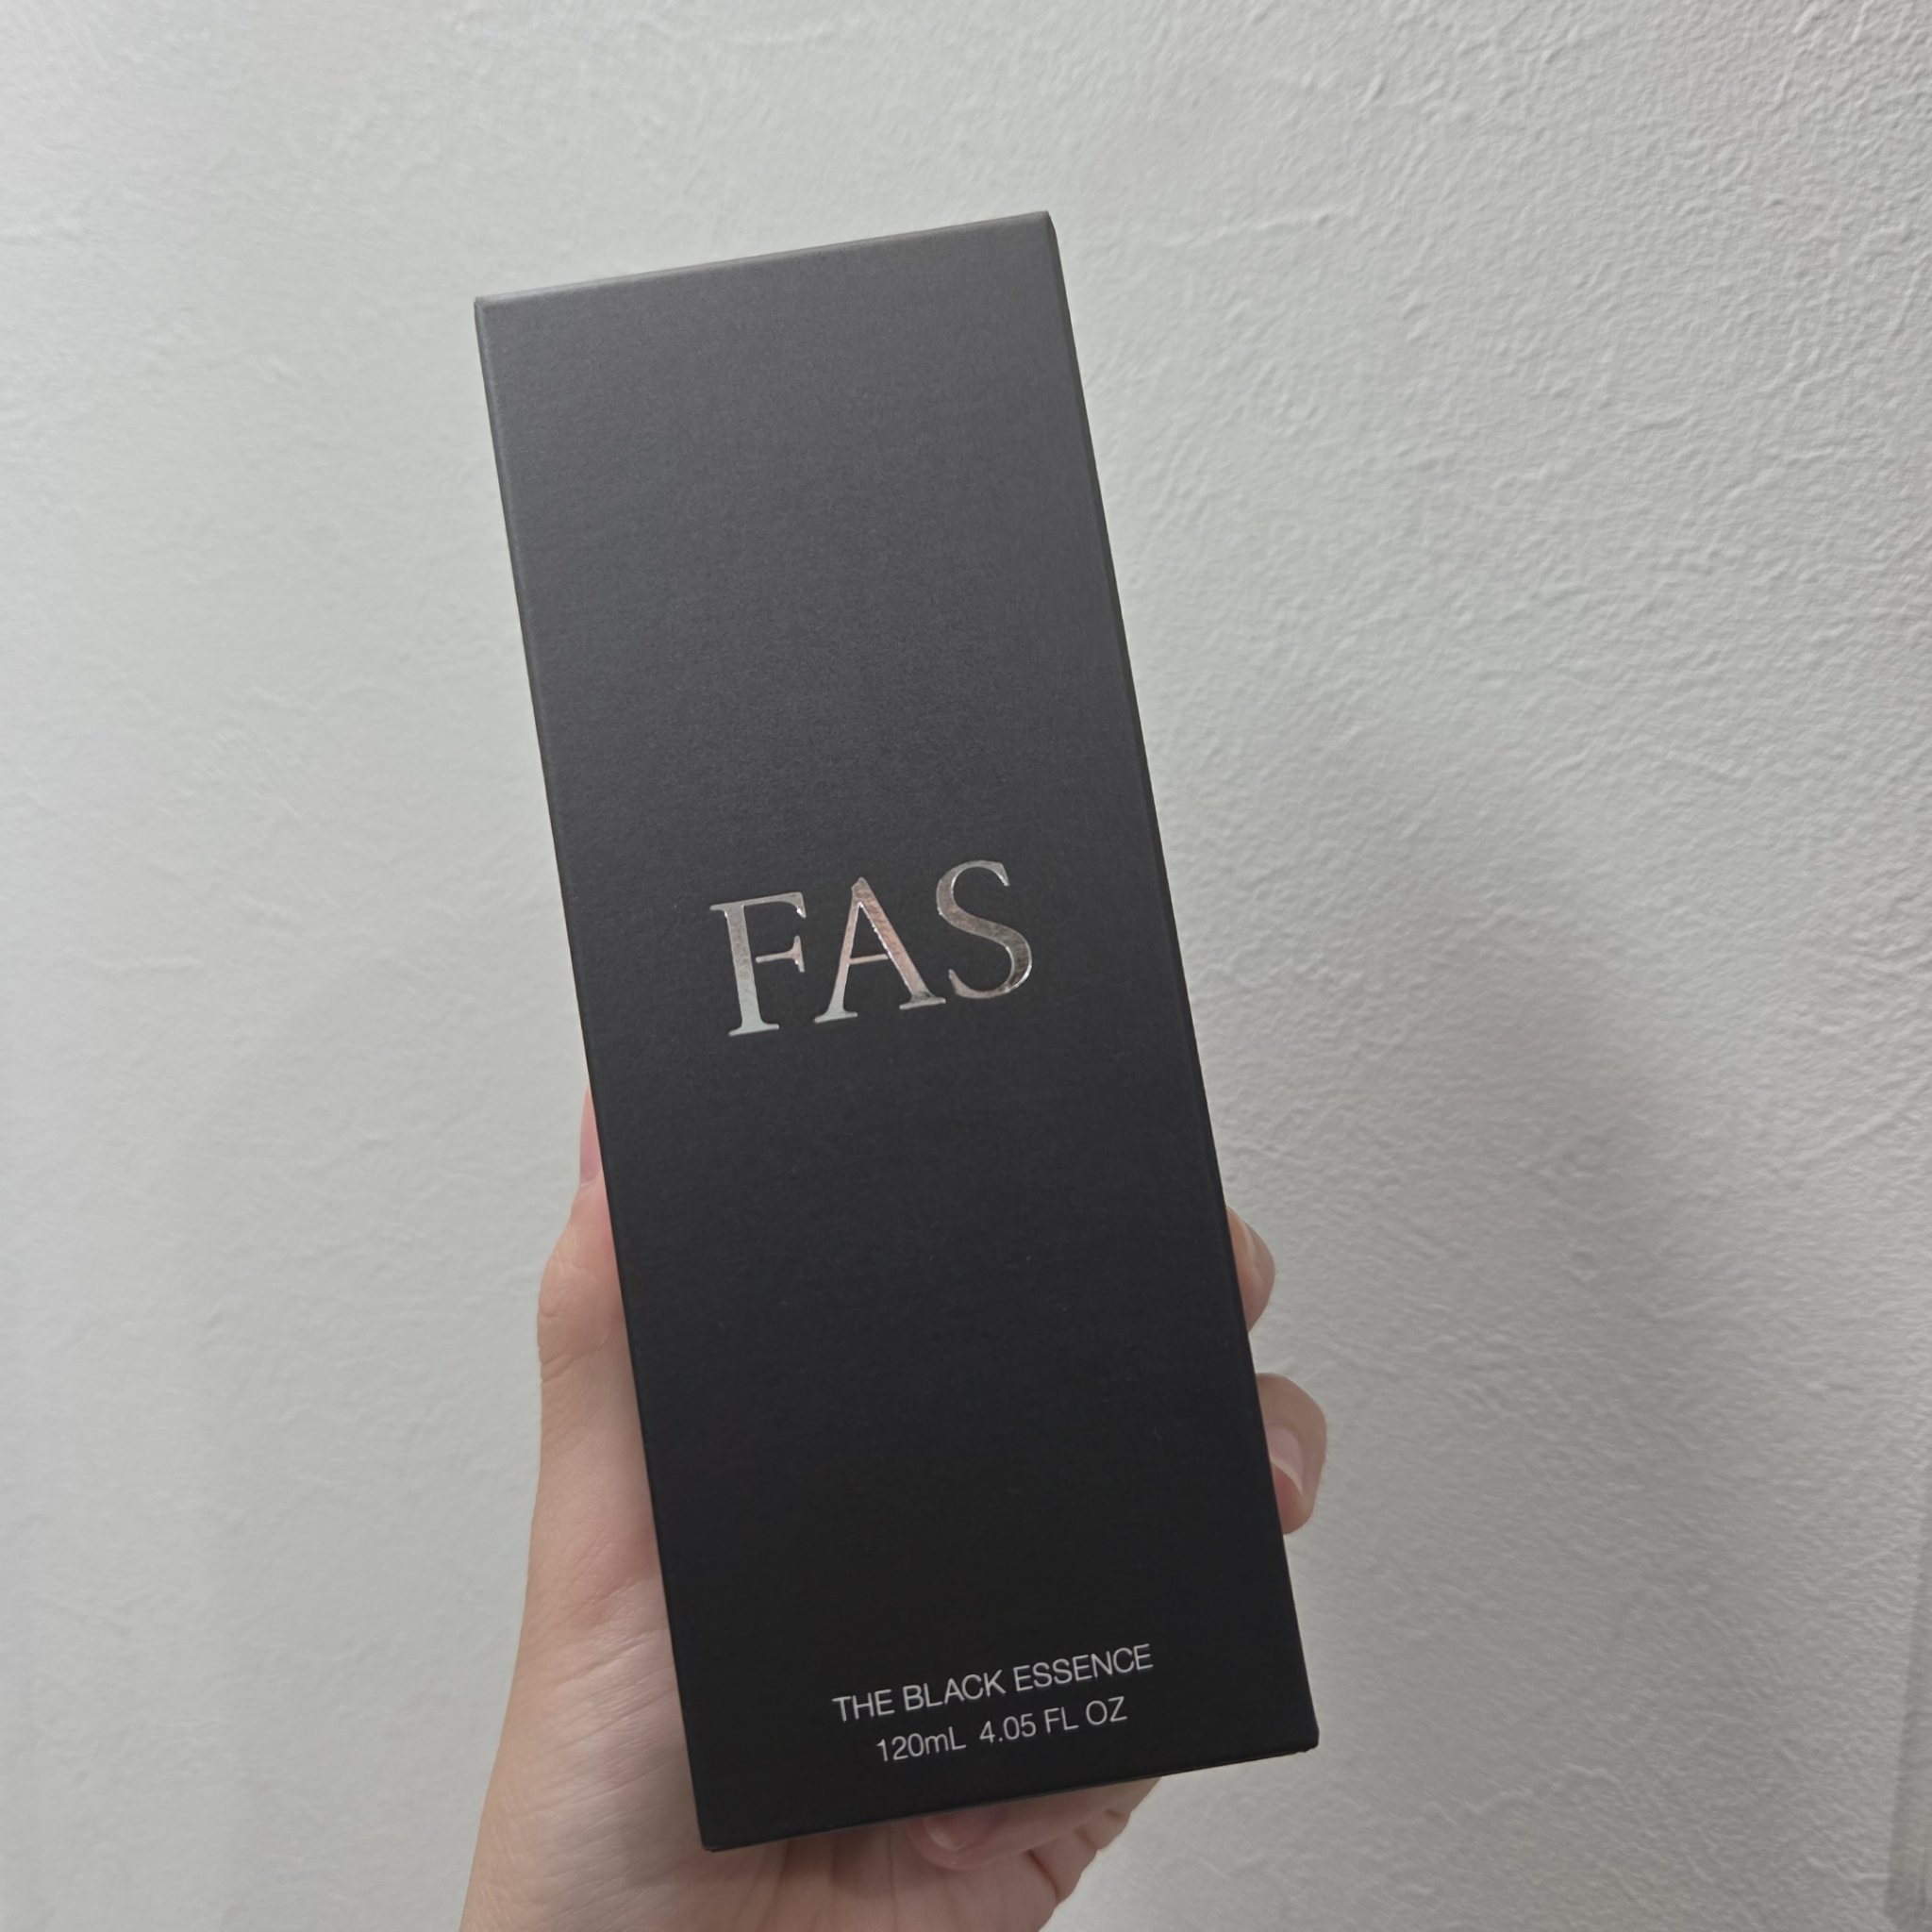 FAS
THE BLACK ESSENCE
120mL 4.05 FL OZ